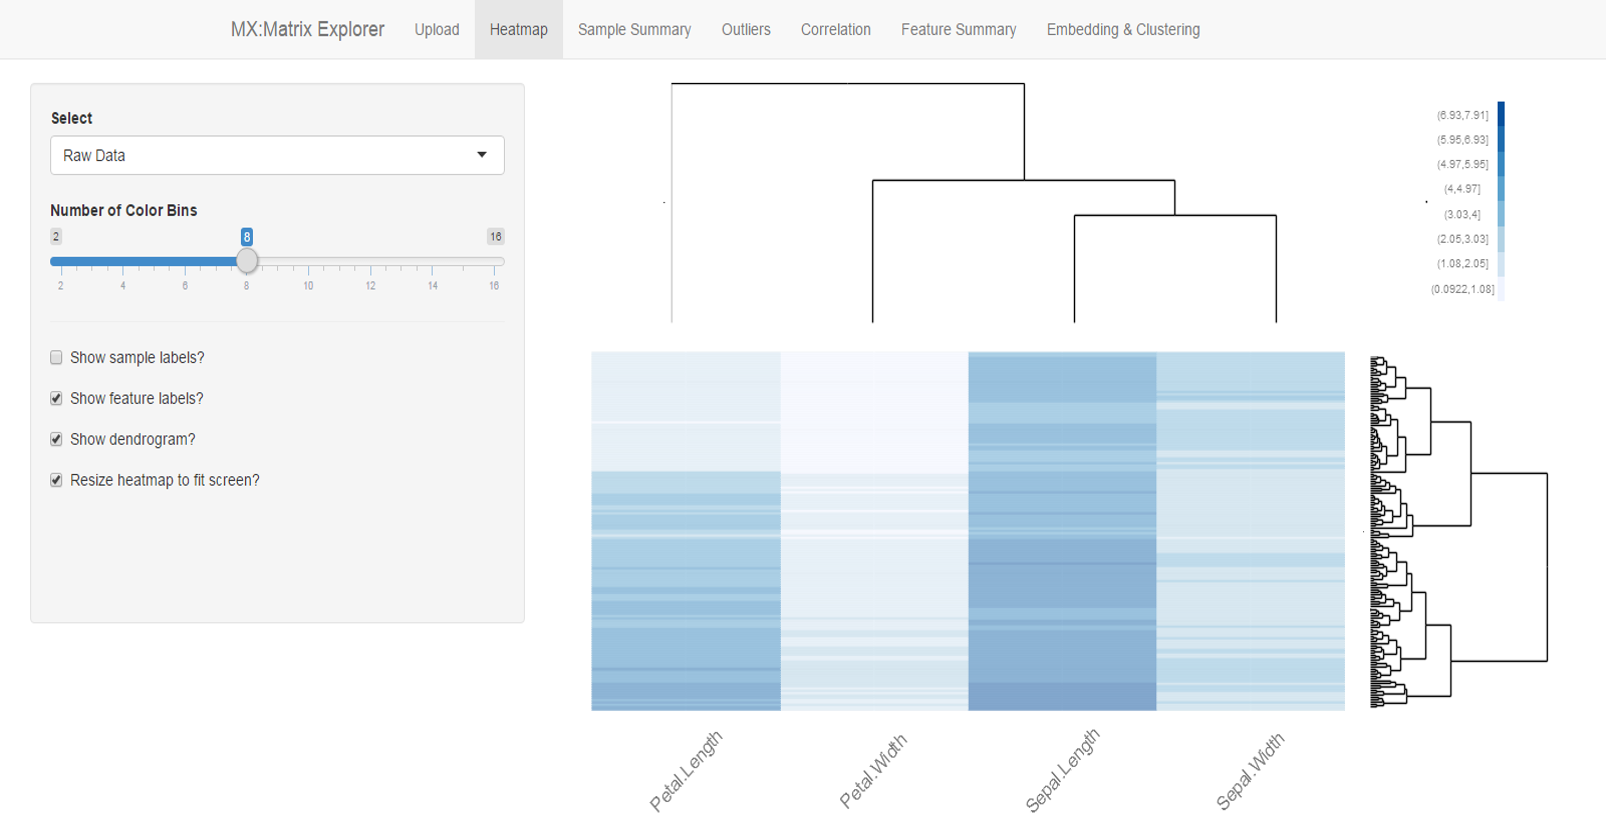 MX:Matrix Explorer Upload Heatmap Sample Summary Outliers Correlation Feature Summary Embedding & Clustering
Select
Raw Data
Number of Color Bins
2 8 16
2 4 6 8 10 12 14 16
Show sample labels?
Show feature labels?
Show dendrogram?
Resize heatmap to fit screen?
(6.93,7.91]
(5.95,6.93]
(4.97,5.95]
(4,4.97]
(3.03,4]
(2.05,3.03]
(1.08,2.05]
(0.0922,1.08]
Petal.Length Petal.Width Sepal.Length Sepal.Width